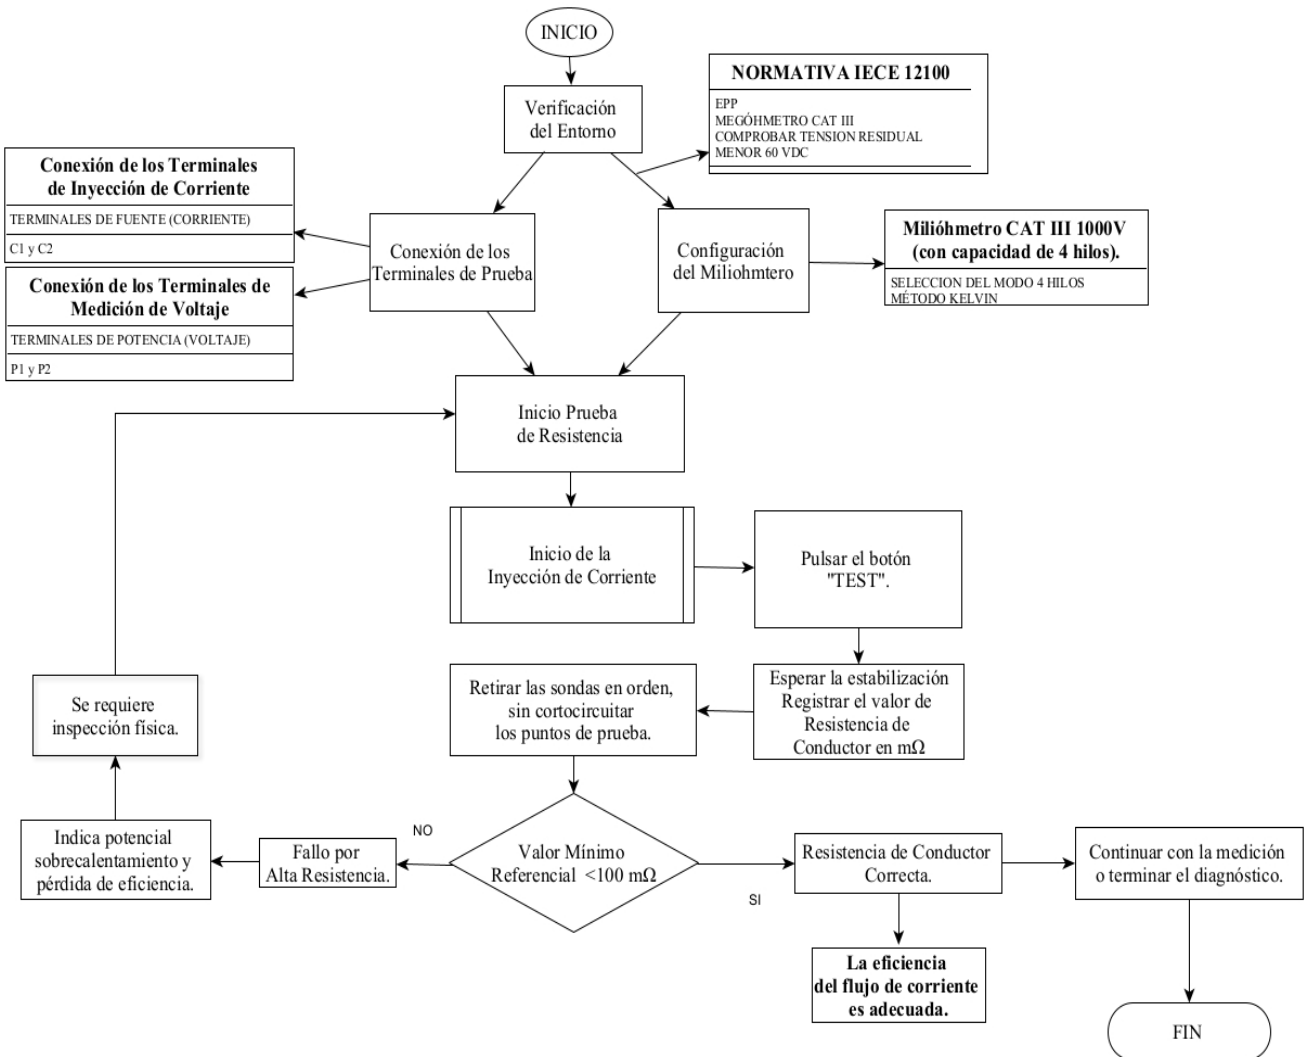 INICIO
NORMATIVA IECE 12100
EPP
MEGÓHMETRO CAT III
COMPROBAR TENSION RESIDUAL
MENOR 60 VDC
Verificación
del Entorno
Conexión de los Terminales
de Inyección de Corriente
TERMINALES DE FUENTE (CORRIENTE)
C1 y C2
Conexión de los Terminales de
Medición de Voltaje
TERMINALES DE POTENCIA (VOLTAJE)
P1 y P2
Conexión de los
Terminales de Prueba
Configuración
del Miliohmtero
Milióhmetro CAT III 1000V
(con capacidad de 4 hilos).
SELECCION DEL MODO 4 HILOS
MÉTODO KELVIN
Inicio Prueba
de Resistencia
Inicio de la
Inyección de Corriente
Pulsar el botón
"TEST".
Esperar la estabilización
Registrar el valor de
Resistencia de
Conductor en mΩ
Retirar las sondas en orden,
sin cortocircuitar
los puntos de prueba.
Se requiere
inspección física.
Indica potencial
sobrecalentamiento y
pérdida de eficiencia.
Fallo por
Alta Resistencia.
NO
Valor Mínimo
Referencial <100 mΩ
SI
Resistencia de Conductor
Correcta.
Continuar con la medición
o terminar el diagnóstico.
La eficiencia
del flujo de corriente
es adecuada.
FIN